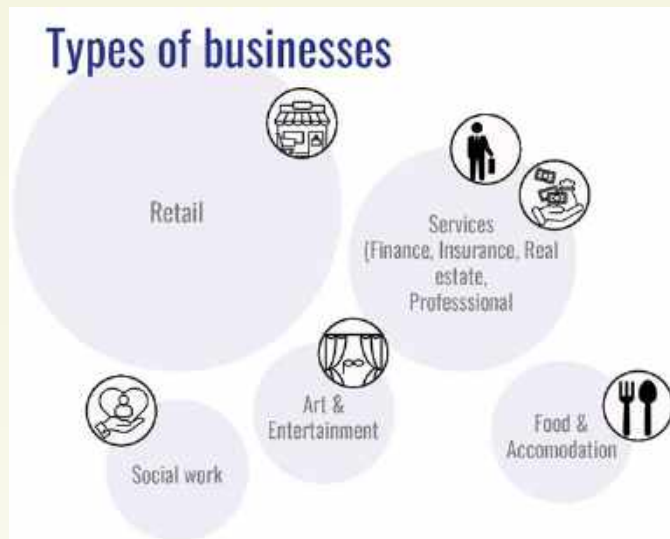 Types of businesses
Retail
Services
(Finance, Insurance, Real
estate,
Professsional
Art &
Entertainment
Food &
Accomodation
Social work